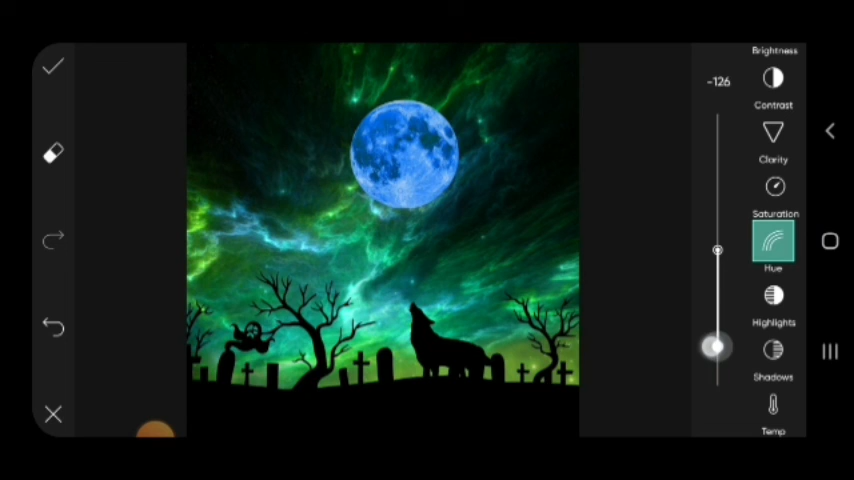 Brightness
-126
Contrast
Clarity
Saturation
Hue
Highlights
Shadows
Temp